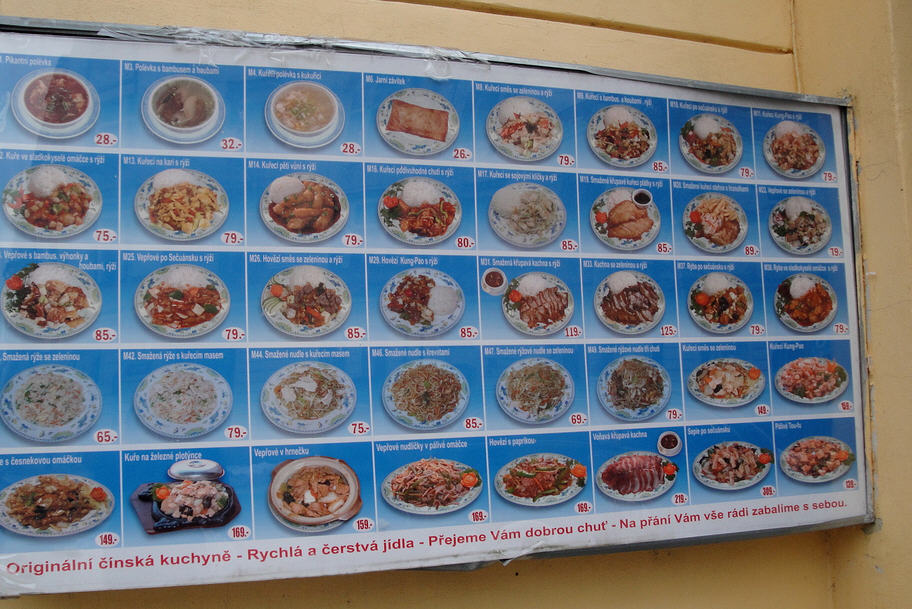 Pikantní polévka
28.-
M3. Polévka s bambusem a houbami
32.-
M4. Kuřecí polévka s kukuřicí
28.-
M6. Jarní závitek
26.-
M8. Kuřecí směs se zeleninou a rýží
79.-
M9. Kuřecí s bambus. a houbami , rýží
85.-
M10. Kuřecí po sečuánsku s rýží
79.-
M11. Kuřecí Kung-Pao s rýží
79.-
2. Kuře ve sladkokyselé omáčce s rýží
75.-
M13. Kuřecí na kari s rýží
79.-
M14. Kuřecí pěti vůní s rýží
79.-
M16. Kuřecí podivuhodné chuti s rýží
80.-
M17. Kuřecí se sojovými klíčky a rýží
85.-
M19. Smažené křupavé kuřecí plátky s rýží
85.-
M20. Smažené kuřecí stehno s hranolkami
89.-
M22. Vepřové se zeleninou a rýží
79.-
Vepřové s bambus. výhonky a houbami, rýží
85.-
M25. Vepřové po Sečuánsku s rýží
79.-
M26. Hovězí směs se zeleninou a rýží
85.-
M29. Hovězí Kung-Pao s rýží
85.-
M31. Smažená křupavá kachna s rýží
119.-
M33. Kachna se zeleninou s rýží
125.-
M37. Ryba po sečuánsku s rýží
79.-
M38. Ryba ve sladkokyselé omáčce s rýží
79.-
Smažená rýže se zeleninou
65.-
M42. Smažená rýže s kuřecím masem
79.-
M44. Smažené nudle s kuřecím masem
75.-
M46. Smažené nudle s krevetami
85.-
M47. Smažené rýžové nudle se zeleninou
69.-
M49. Smažené rýžové nudle tří chutí
79.-
Kuřecí směs se zeleninou
149.-
Kuřecí Kung-Pao
159.-
e s česnekovou omáčkou
149.-
Kuře na železné plotýnce
169.-
Vepřové v hrnečku
159.-
Vepřové nudličky v pálivé omáčce
169.-
Hovězí s paprikou-
169.-
Voňavá křupavá kachna
219.-
Sepie po sečuánsku
309.-
Pálivé Tou-fu
139.-
Originální čínská kuchyně - Rychlá a čerstvá jídla - Přejeme Vám dobrou chuť - Na přání Vám vše rádi zabalíme s sebou.